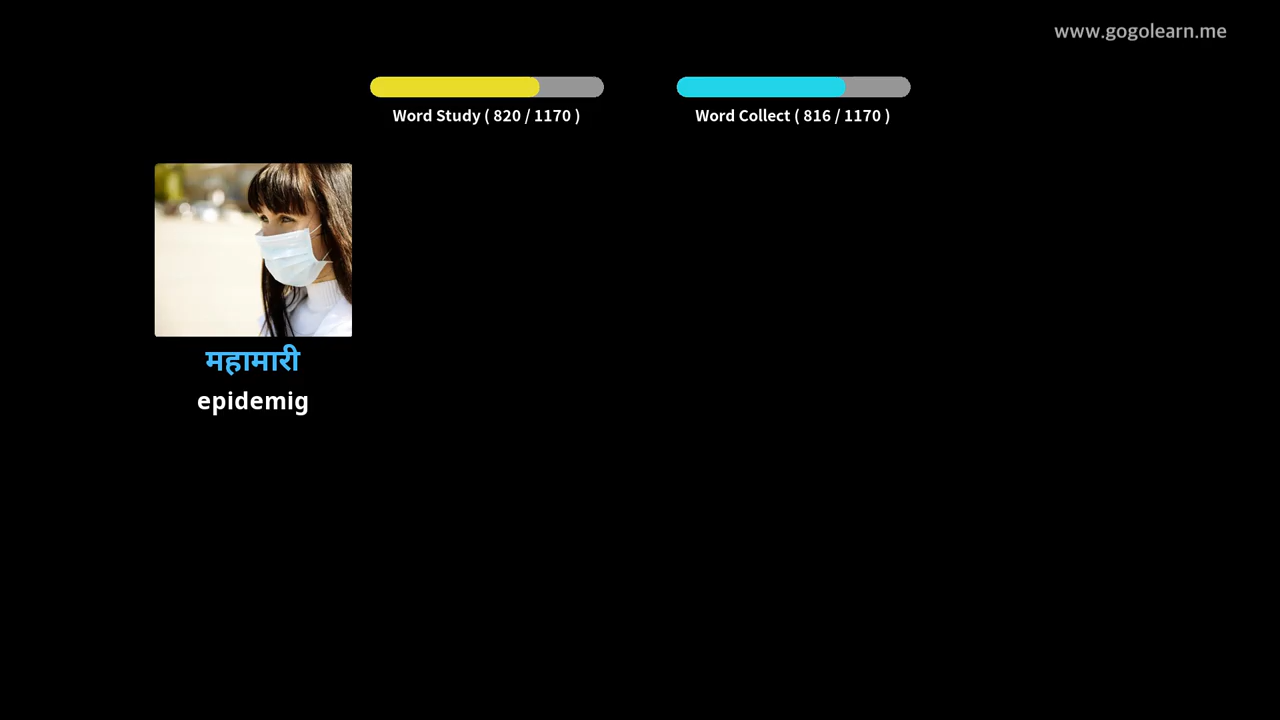 www.gogolearn.me
Word Study ( 820 / 1170 )
Word Collect ( 816 / 1170 )
महामारी
epidemig